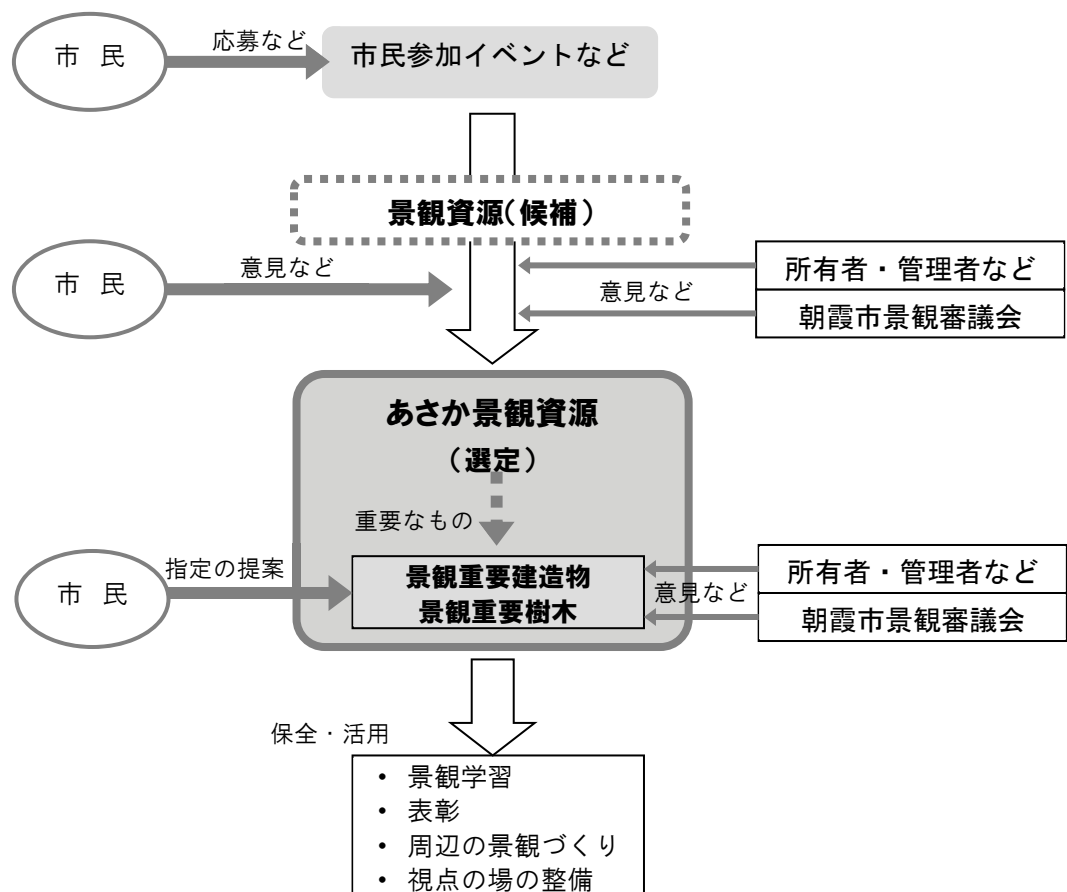 市 民
応募など
市民参加イベントなど
景観資源（候補）
市 民
意見など
意見など
所有者・管理者など
朝霞市景観審議会
あさか景観資源
（選定）
重要なもの
市 民
指定の提案
景観重要建造物
景観重要樹木
意見など
所有者・管理者など
朝霞市景観審議会
保全・活用
• 景観学習
• 表彰
• 周辺の景観づくり
• 視点の場の整備